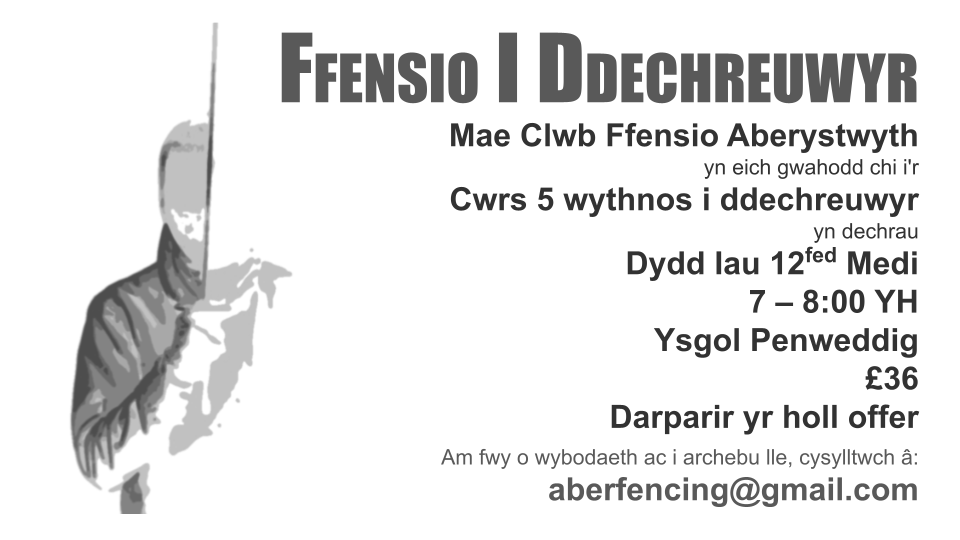 FFENSIO I DDECHREUWYR
Mae Clwb Ffensio Aberystwyth
yn eich gwahodd chi i'r
Cwrs 5 wythnos i ddechreuwyr
yn dechrau
Dydd Iau 12fed Medi
7 – 8:00 YH
Ysgol Penweddig
£36
Darparir yr holl offer
Am fwy o wybodaeth ac i archebu lle, cysylltwch â:
aberfencing@gmail.com